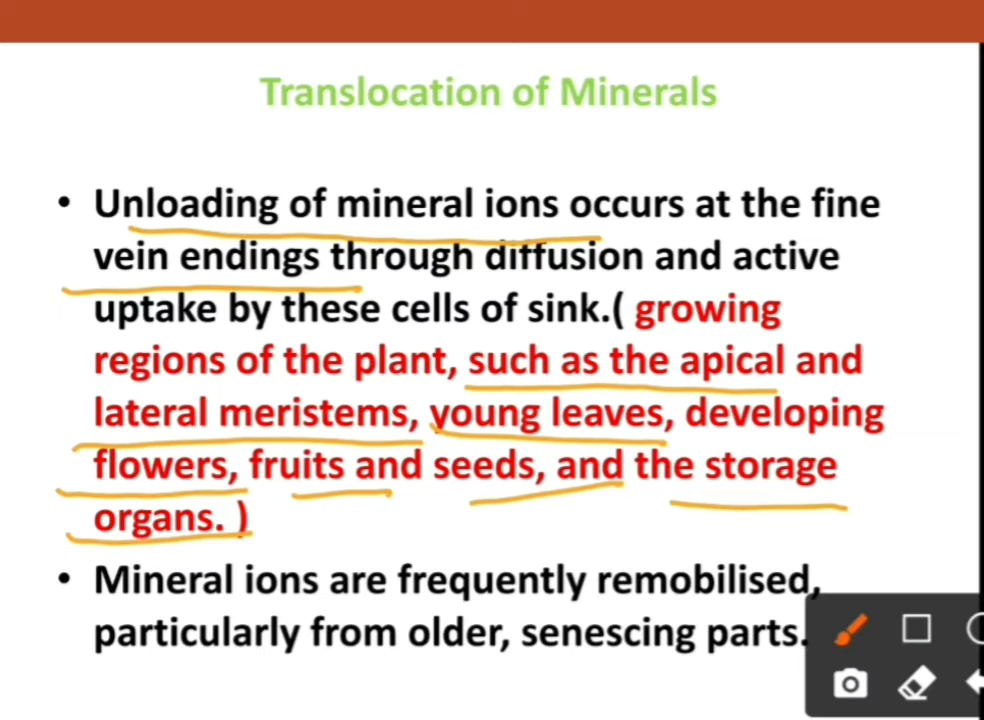 Translocation of Minerals
• Unloading of mineral ions occurs at the fine
vein endings through diffusion and active
uptake by these cells of sink.( growing
regions of the plant, such as the apical and
lateral meristems, young leaves, developing
flowers, fruits and seeds, and the storage
organs. )
• Mineral ions are frequently remobilised,
particularly from older, senescing parts.